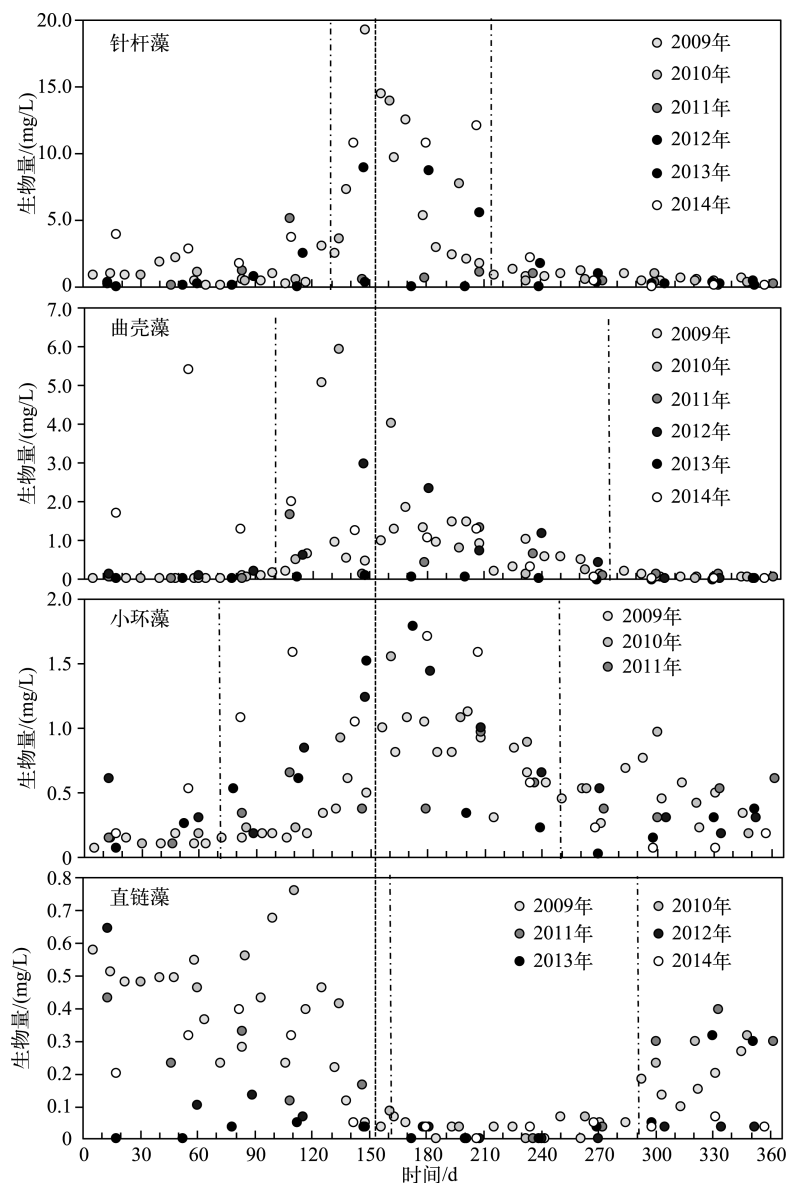 20.0
针杆藻
2009年
2010年
15.0
2011年
2012年
10.0
2013年
2014年
5.0
0
生物量/(mg/L)
7.0
曲壳藻
2009年
6.0
2010年
5.0
2011年
4.0
2012年
3.0
2013年
2014年
2.0
1.0
0
生物量/(mg/L)
2.0
小环藻
2009年
2010年
2011年
1.5
1.0
0.5
0
生物量/(mg/L)
0.8
直链藻
2009年 2010年
0.7
2011年 2012年
0.6
2013年 2014年
0.5
0.4
0.3
0.2
0.1
0
生物量/(mg/L)
0 30 60 90 120 150 180 210 240 270 300 330 360
时间/d